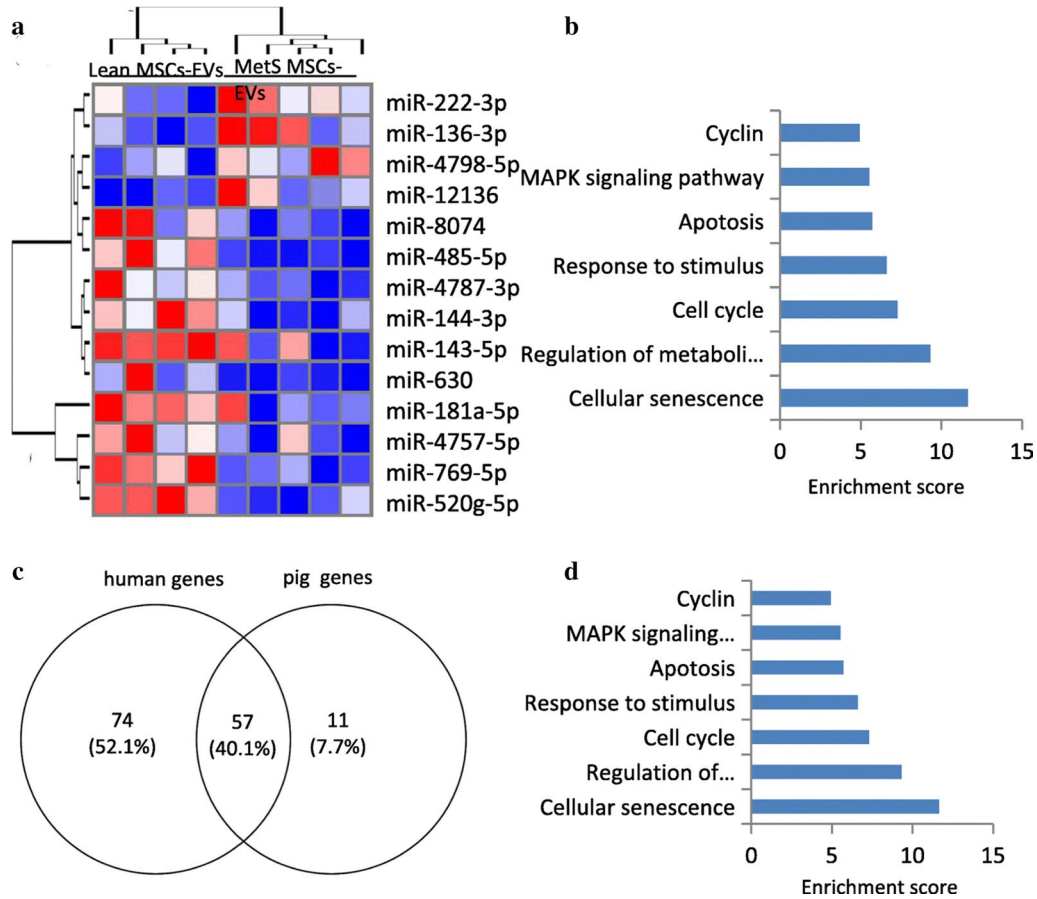 a
Lean MSCs-EVs MetS MSCs-
EVs
miR-222-3p
miR-136-3p
miR-4798-5p
miR-12136
miR-8074
miR-485-5p
miR-4787-3p
miR-144-3p
miR-143-5p
miR-630
miR-181a-5p
miR-4757-5p
miR-769-5p
miR-520g-5p
b
Cyclin
MAPK signaling pathway
Apotosis
Response to stimulus
Cell cycle
Regulation of metaboli...
Cellular senescence
0 5 10 15
Enrichment score
c
human genes pig genes
74
(52.1%)
57
(40.1%)
11
(7.7%)
d
Cyclin
MAPK signaling...
Apotosis
Response to stimulus
Cell cycle
Regulation of...
Cellular senescence
0 5 10 15
Enrichment score